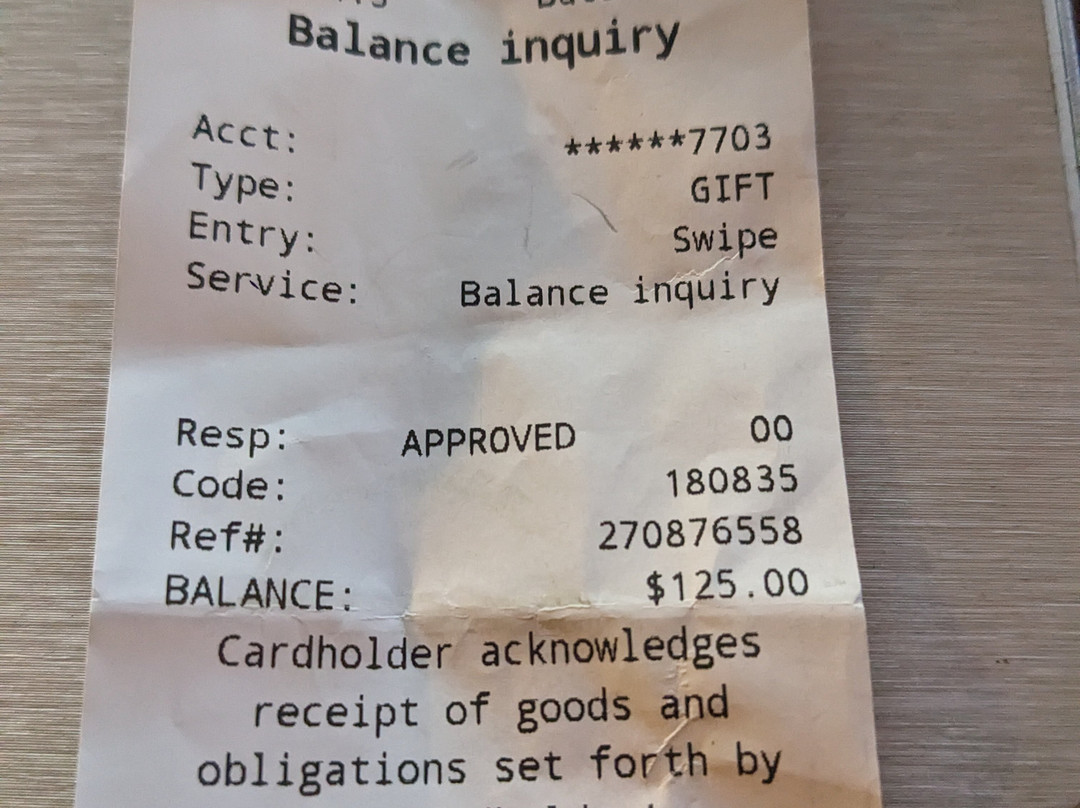 Balance inquiry
Acct: ******7703
Type: GIFT
Entry: Swipe
Service: Balance inquiry
Resp: APPROVED 00
Code: 180835
Ref#: 270876558
BALANCE: $125.00
Cardholder acknowledges
receipt of goods and
obligations set forth by